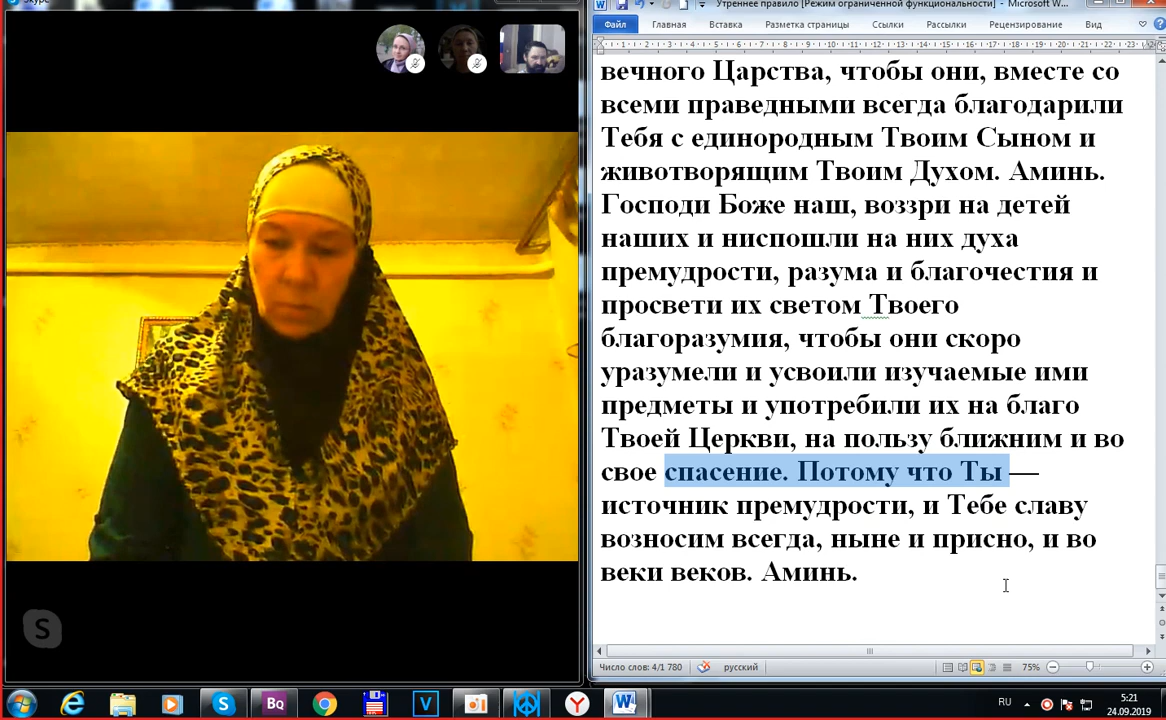 Skype
Утреннее правило [Режим ограниченной функциональности] - Microsoft W...
Файл Главная Вставка Разметка страницы Ссылки Рассылки Рецензирование Вид
вечного Царства, чтобы они, вместе со
всеми праведными всегда благодарили
Тебя с единородным Твоим Сыном и
животворящим Твоим Духом. Аминь.
Господи Боже наш, воззри на детей
наших и ниспошли на них духа
премудрости, разума и благочестия и
просвети их светом Твоего
благоразумия, чтобы они скоро
уразумели и усвоили изучаемые ими
предметы и употребили их на благо
Твоей Церкви, на пользу ближним и во
свое спасение. Потому что Ты —
источник премудрости, и Тебе славу
возносим всегда, ныне и присно, и во
веки веков. Аминь.
Число слов: 4/1 780 русский 75%
RU 5:21
24.09.2019